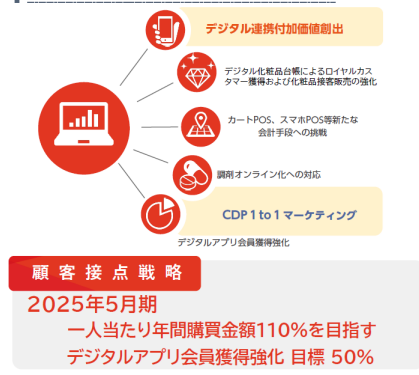 デジタル連携付加価値創出
デジタル化粧品台帳によるロイヤルカス
タマー獲得および化粧品接客販売の強化
カートPOS、スマホPOS等新たな
会計手段への挑戦
調剤オンライン化への対応
CDP 1 to 1 マーケティング
デジタルアプリ会員獲得強化
顧客接点戦略
2025年5月期
一人当たり年間購買金額110%を目指す
デジタルアプリ会員獲得強化 目標 50%